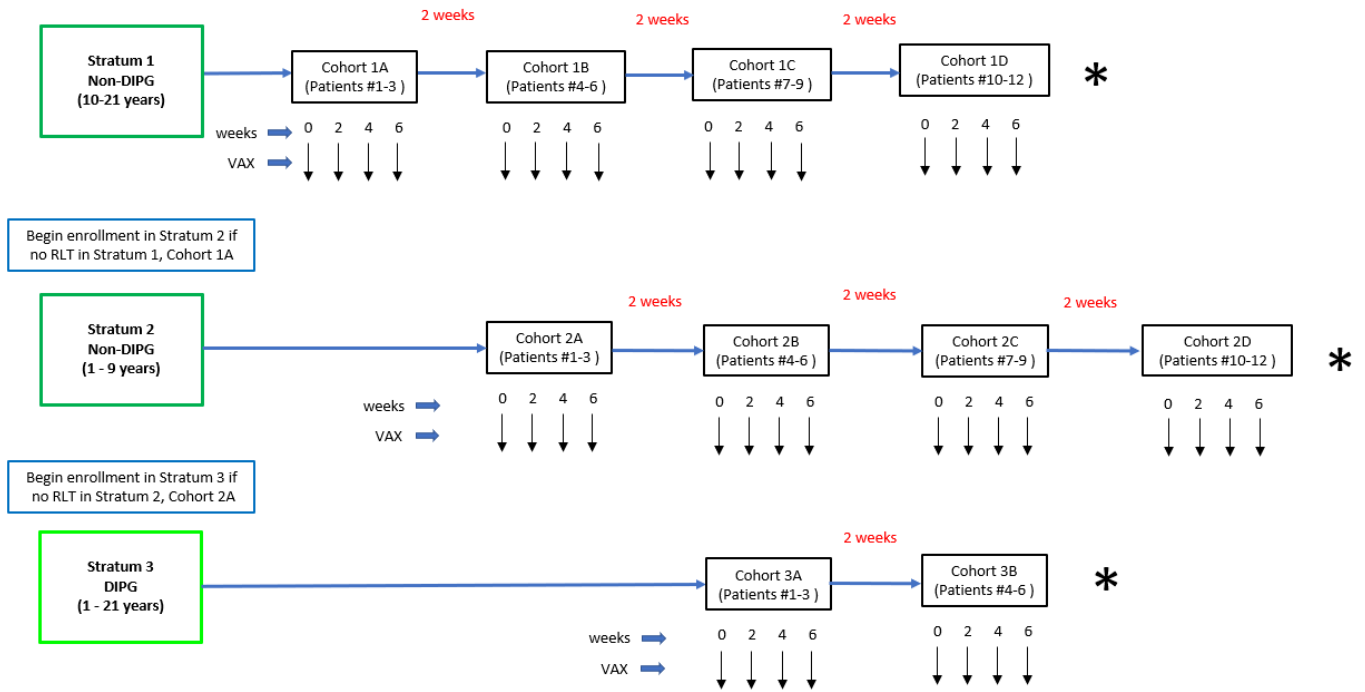 2 weeks
2 weeks
2 weeks
Stratum 1
Non-DIPG
(10-21 years)
Cohort 1A
(Patients #1-3 )
Cohort 1B
(Patients #4-6 )
Cohort 1C
(Patients #7-9 )
Cohort 1D
(Patients #10-12 )
*
weeks
0 2 4 6
0 2 4 6
0 2 4 6
0 2 4 6
VAX
Begin enrollment in Stratum 2 if
no RLT in Stratum 1, Cohort 1A
2 weeks
2 weeks
2 weeks
Stratum 2
Non-DIPG
(1 - 9 years)
Cohort 2A
(Patients #1-3 )
Cohort 2B
(Patients #4-6 )
Cohort 2C
(Patients #7-9 )
Cohort 2D
(Patients #10-12 )
*
weeks
0 2 4 6
0 2 4 6
0 2 4 6
0 2 4 6
VAX
Begin enrollment in Stratum 3 if
no RLT in Stratum 2, Cohort 2A
2 weeks
Stratum 3
DIPG
(1 - 21 years)
Cohort 3A
(Patients #1-3 )
Cohort 3B
(Patients #4-6 )
*
weeks
0 2 4 6
0 2 4 6
VAX